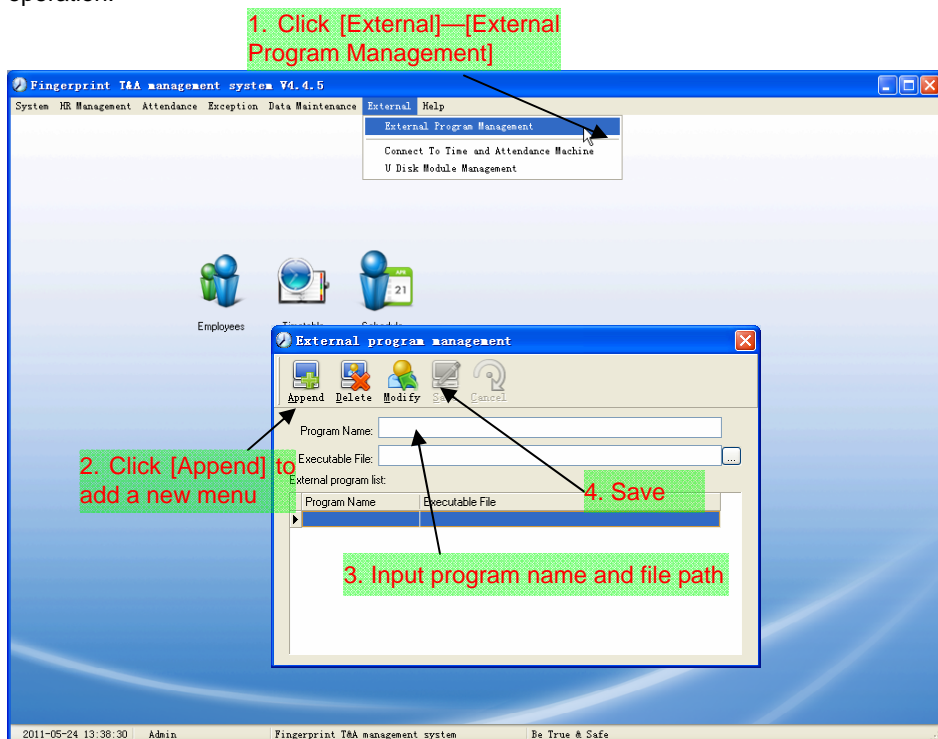 operation.
1. Click [External]—[External
Program Management]
Fingerprint T&A management system V4.4.5
System HR Management Attendance Exception Data Maintenance External Help
External Program Management
Connect To Time and Attendance Machine
U Disk Module Management
APR
21
Employees
External program management
Append Delete Modify Cancel
Program Name:
Executable File:
...
2. Click [Append] to
add a new menu
External program list:
4. Save
Program Name Executable File
3. Input program name and file path
2011-05-24 13:38:30 Admin Fingerprint T&A management system Be True & Safe